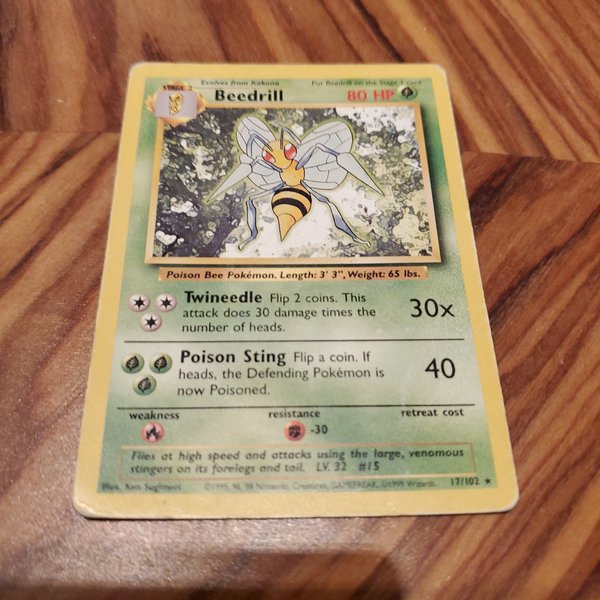 Evolves from Kakuna
Put Beedrill on the Stage 1 card
STAGE 2
Beedrill
80 HP
Poison Bee Pokémon. Length: 3' 3", Weight: 65 lbs.
Twineedle Flip 2 coins. This
attack does 30 damage times the
number of heads.
30x
Poison Sting Flip a coin. If
heads, the Defending Pokémon is
now Poisoned.
40
weakness
resistance
retreat cost
-30
Flies at high speed and attacks using the large, venomous
stingers on its forelegs and tail. LV. 32 #15
Illus. Ken Sugimori
©1995, 96, 98 Nintendo, Creatures, GAMEFREAK. ©1999 Wizards.
17/102 ★